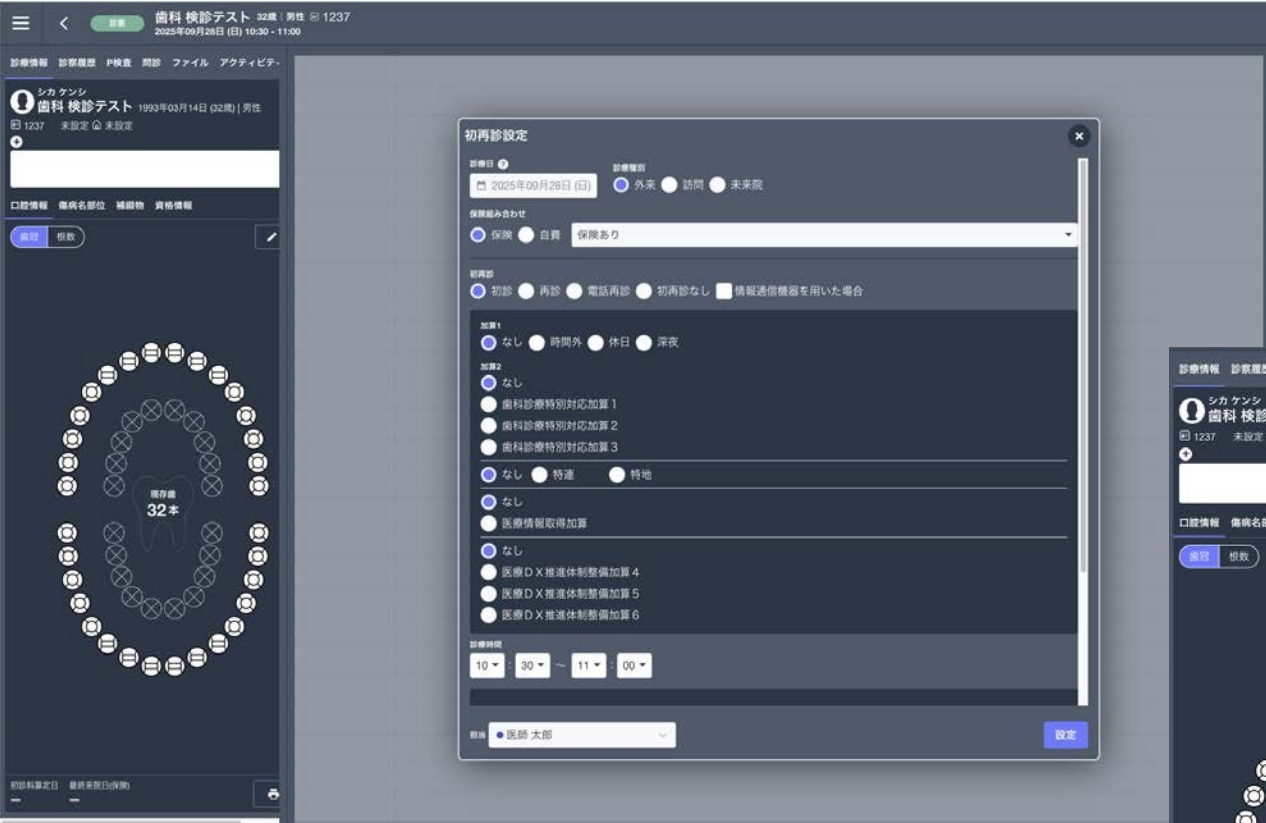 診察 歯科 検診テスト 32歳 | 男性 1237
2025年09月28日 (日) 10:30 - 11:00
診療情報 診察履歴 P検査 問診 ファイル アクティビティ
シカ ケンシ
歯科 検診テスト 1993年03月14日 (32歳) | 男性
1237 未設定 未設定
口腔情報 傷病名部位 補綴物 資格情報
歯冠 根数
現存歯
32本
初診料算定日 最終来院日(保険)
初再診設定
診療日 診療種別
2025年09月28日 (日) 外来 訪問 未来院
保険組み合わせ
保険 自費 保険あり
初再診
初診 再診 電話再診 初再診なし 情報通信機器を用いた場合
加算1
なし 時間外 休日 深夜
加算2
なし
歯科診療特別対応加算1
歯科診療特別対応加算2
歯科診療特別対応加算3
なし 特連 特地
なし
医療情報取得加算
なし
医療DX推進体制整備加算4
医療DX推進体制整備加算5
医療DX推進体制整備加算6
診療時間
10 : 30 ~ 11 : 00
担当 医師 太郎 設定
診療情報 診察履歴
シカ ケンシ
歯科 検診
1237 未設定
口腔情報 傷病名部
歯冠 根数